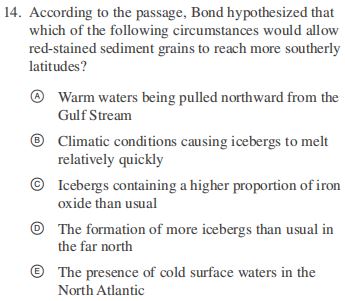 14. According to the passage, Bond hypothesized that
which of the following circumstances would allow
red-stained sediment grains to reach more southerly
latitudes?
Ⓐ Warm waters being pulled northward from the
Gulf Stream
Ⓑ Climatic conditions causing icebergs to melt
relatively quickly
Ⓒ Icebergs containing a higher proportion of iron
oxide than usual
Ⓓ The formation of more icebergs than usual in
the far north
Ⓔ The presence of cold surface waters in the
North Atlantic